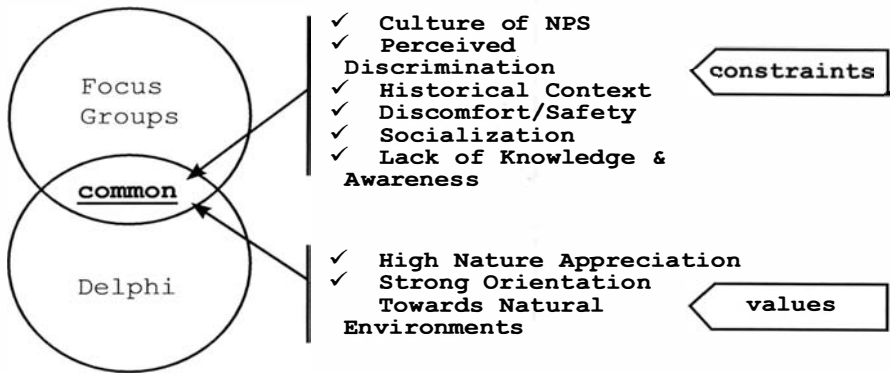 Focus
Groups
common
Delphi
✓ Culture of NPS
✓ Perceived
Discrimination
✓ Historical Context
✓ Discomfort/Safety
✓ Socialization
✓ Lack of Knowledge &
Awareness
constraints
✓ High Nature Appreciation
✓ Strong Orientation
Towards Natural
Environments
values